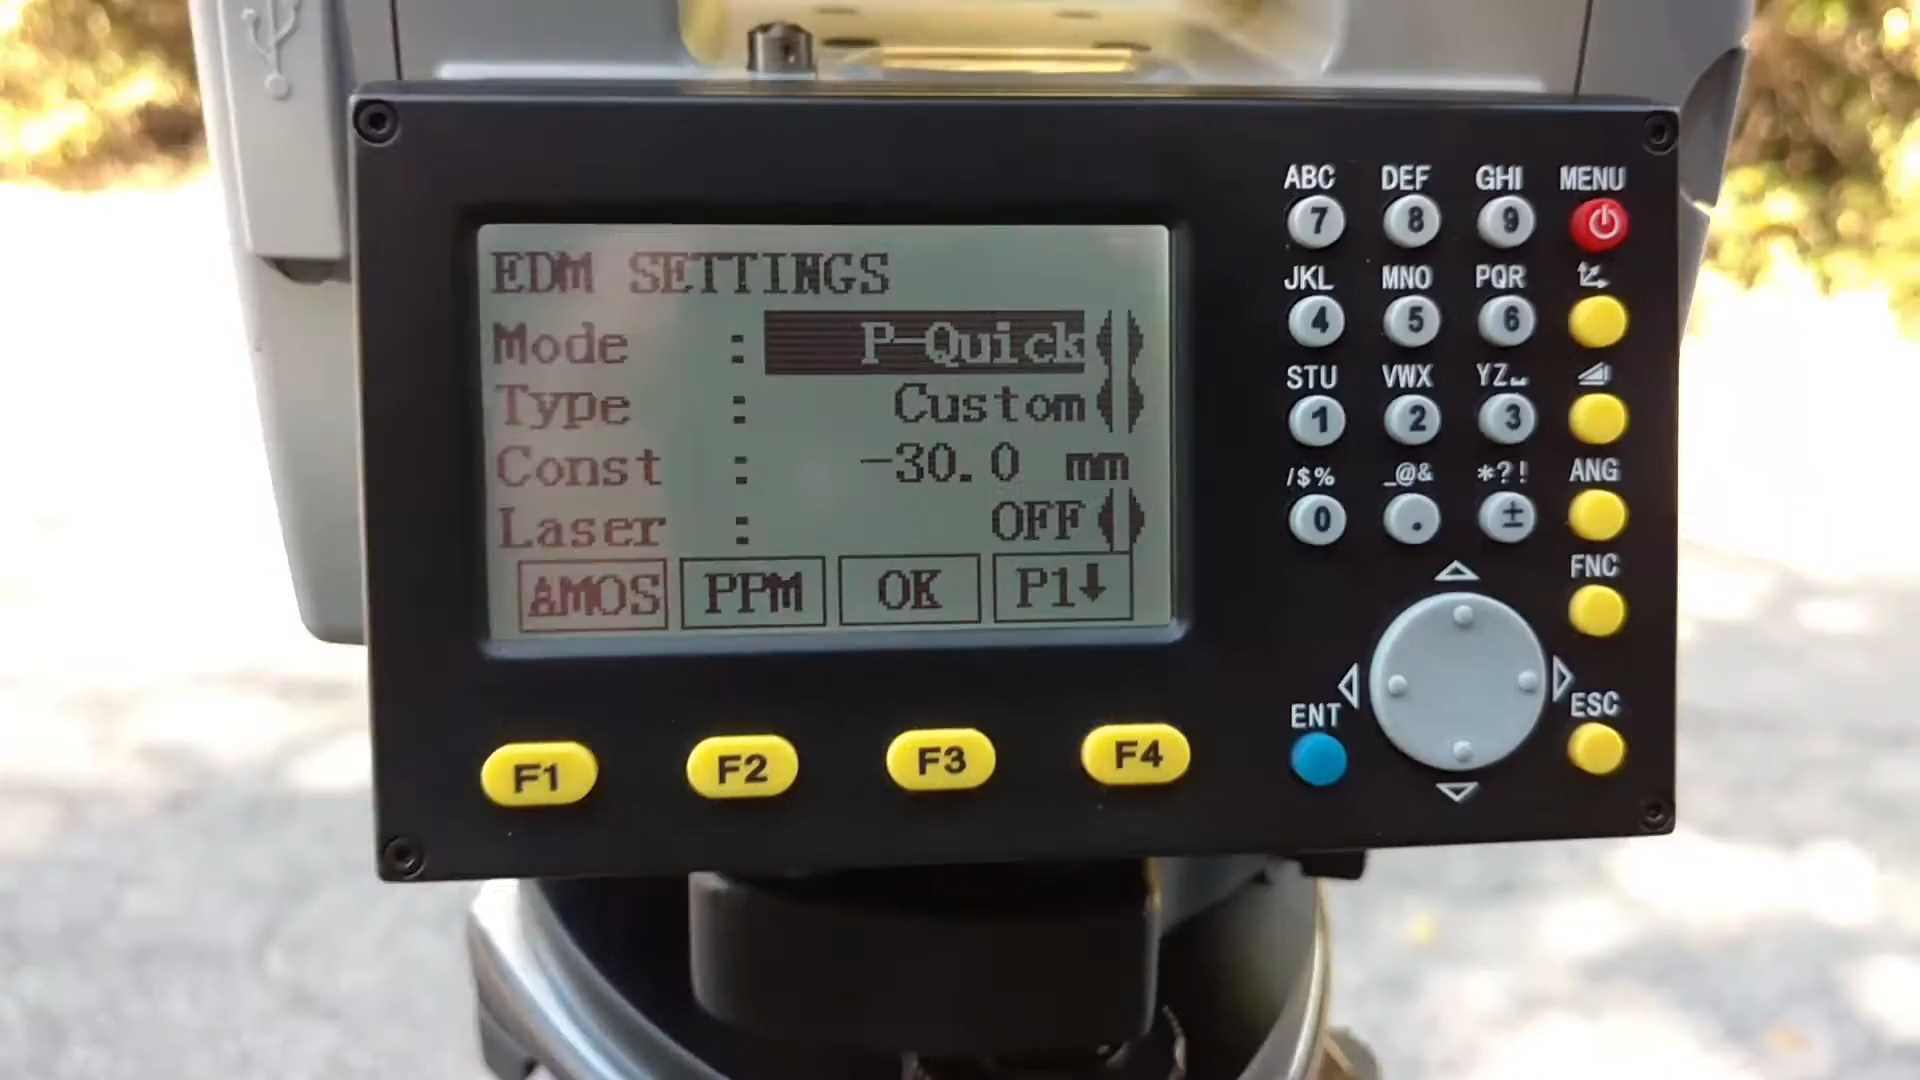 EDM SETTINGS
Mode : P-Quick
Type : Custom
Const : -30.0 mm
Laser : OFF
AMOS PPM OK P1↓
F1 F2 F3 F4
ABC DEF GHI MENU
7 8 9
JKL MNO PQR
4 5 6
STU VWX YZ␣
1 2 3
/$% _@& *?! ANG
0 . ±
FNC
ENT ESC